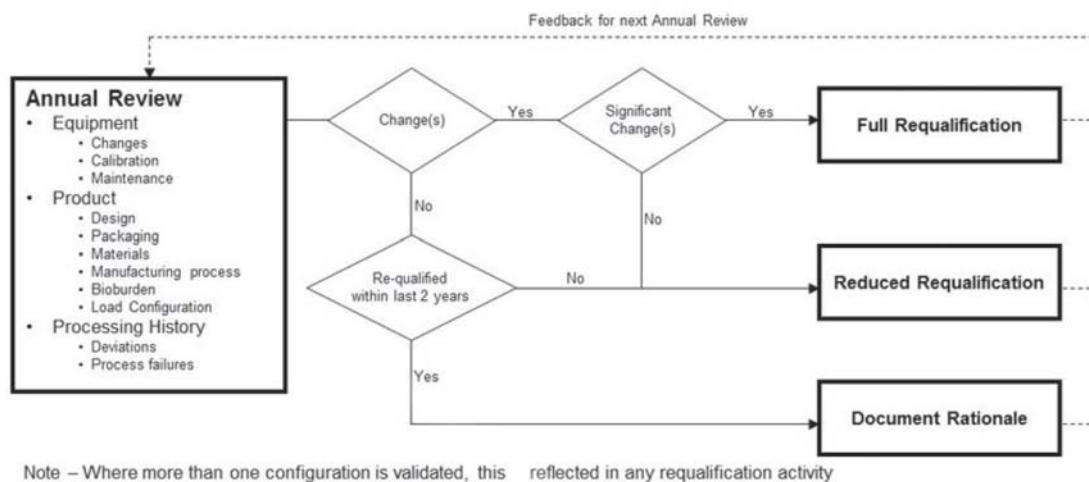 Feedback for next Annual Review
Annual Review
• Equipment
• Changes
• Calibration
• Maintenance
• Product
• Design
• Packaging
• Materials
• Manufacturing process
• Bioburden
• Load Configuration
• Processing History
• Deviations
• Process failures
Change(s)
Yes
Significant
Change(s)
Yes
Full Requalification
No
No
Re-qualified
within last 2 years
No
Reduced Requalification
Yes
Document Rationale
Note – Where more than one configuration is validated, this reflected in any requalification activity